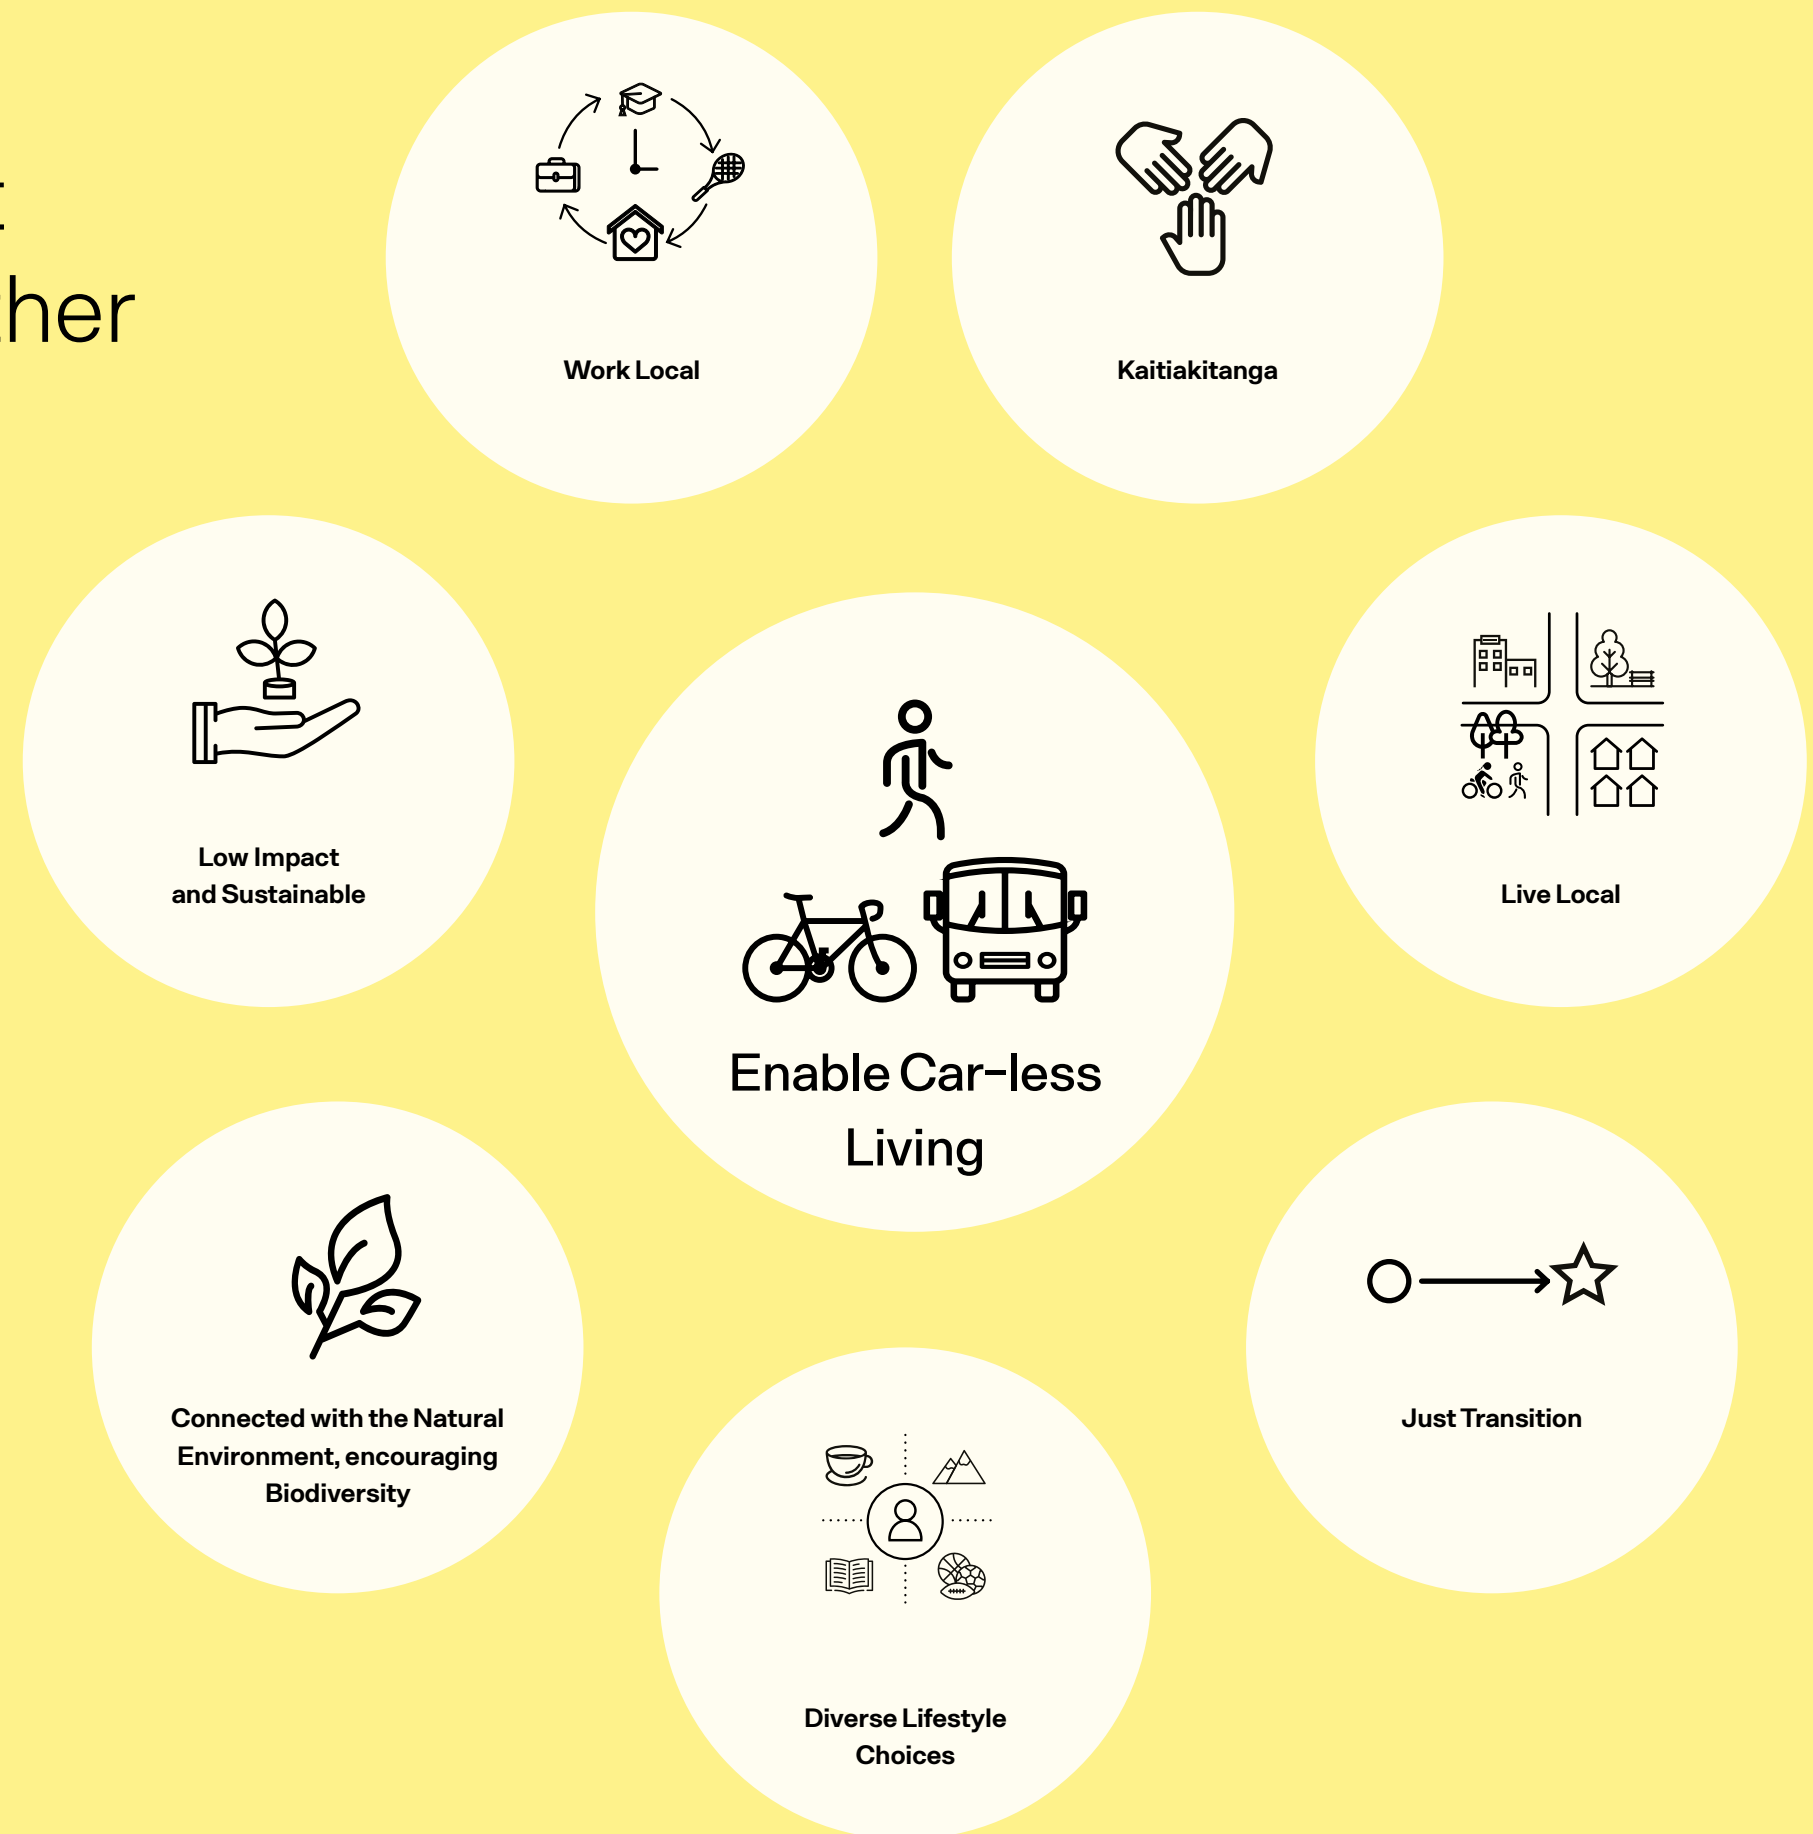 Work Local
Kaitiakitanga
Low Impact
and Sustainable
Live Local
Enable Car-less
Living
Connected with the Natural
Environment, encouraging
Biodiversity
Just Transition
Diverse Lifestyle
Choices